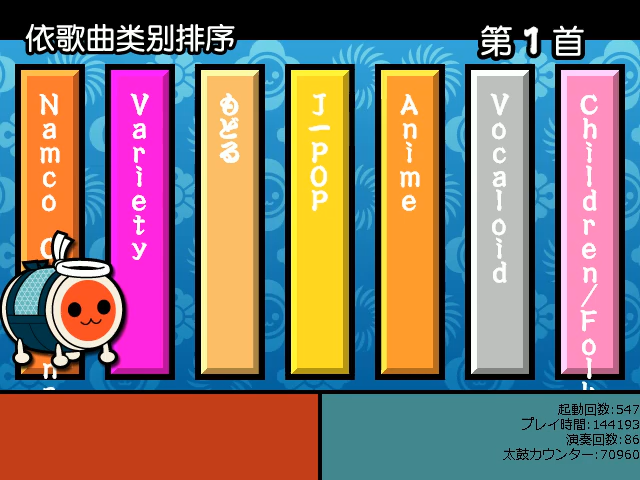 依歌曲类别排序
第1首
Namco
Variety
もどる
J-POP
Anime
Vocaloid
Children/Folk
起動回数:547
プレイ時間:144193
演奏回数:86
太鼓カウンター:70960